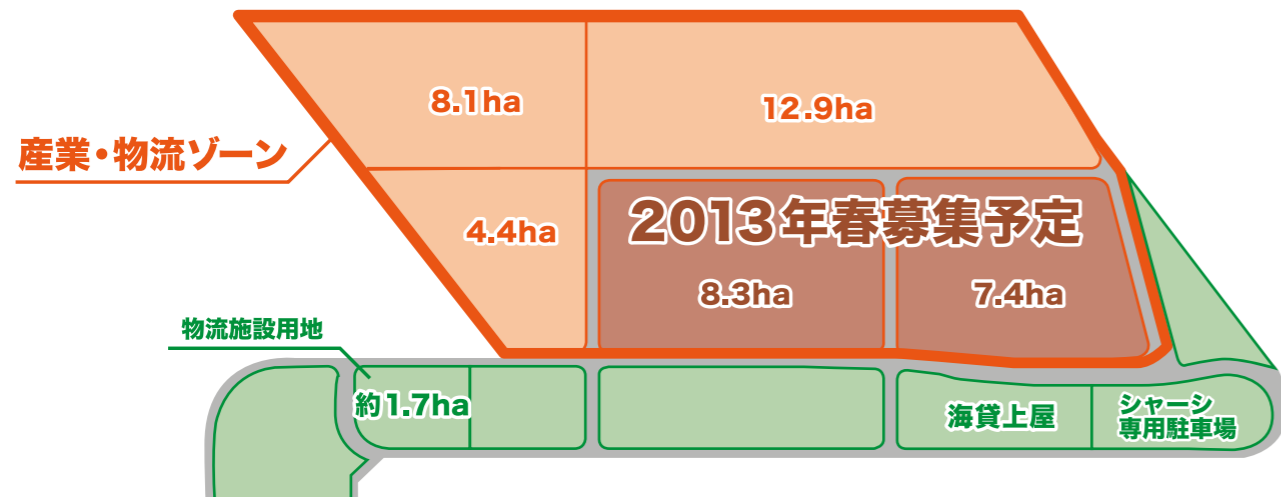 8.1ha
12.9ha
産業・物流ゾーン
4.4ha
2013年春募集予定
8.3ha
7.4ha
物流施設用地
約1.7ha
海貸上屋
シャーシ
専用駐車場